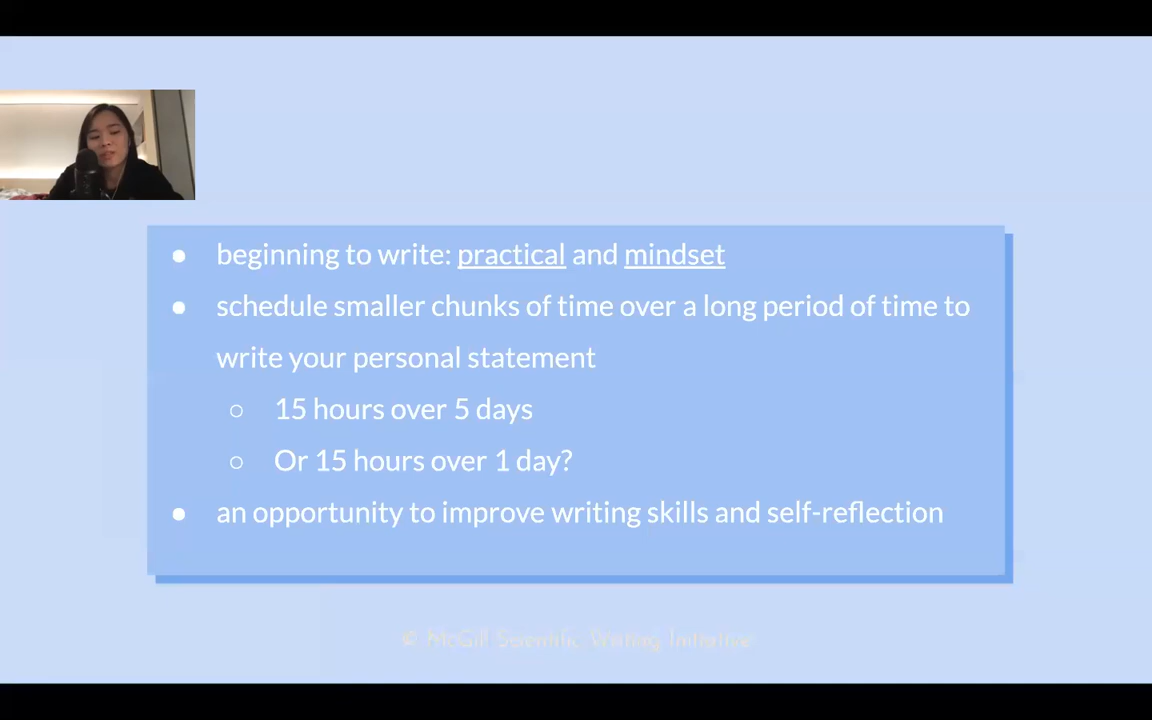 ● beginning to write: practical and mindset
● schedule smaller chunks of time over a long period of time to
write your personal statement
○ 15 hours over 5 days
○ Or 15 hours over 1 day?
● an opportunity to improve writing skills and self-reflection
© McGill Scientific Writing Initiative